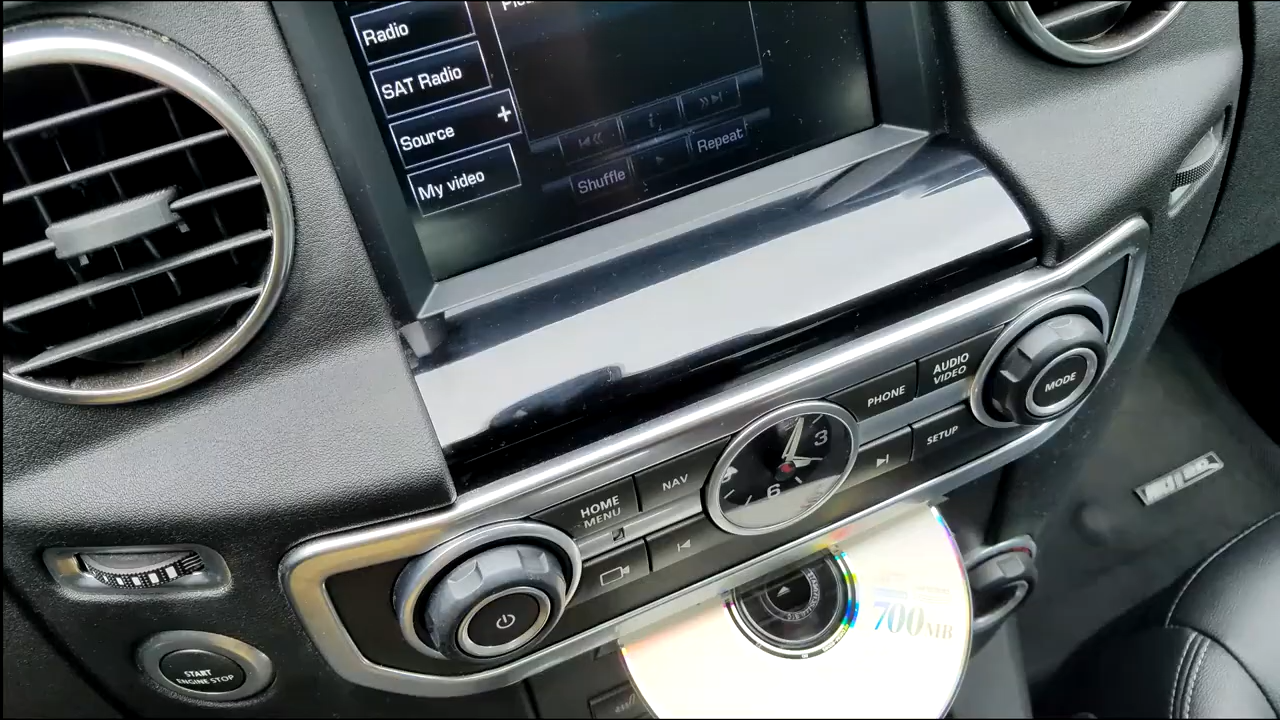 Radio
SAT Radio
Source +
My video
Shuffle
Repeat
AUDIO
VIDEO
MODE
PHONE
SETUP
3
6
NAV
HOME
MENU
START
ENGINE STOP
700MB